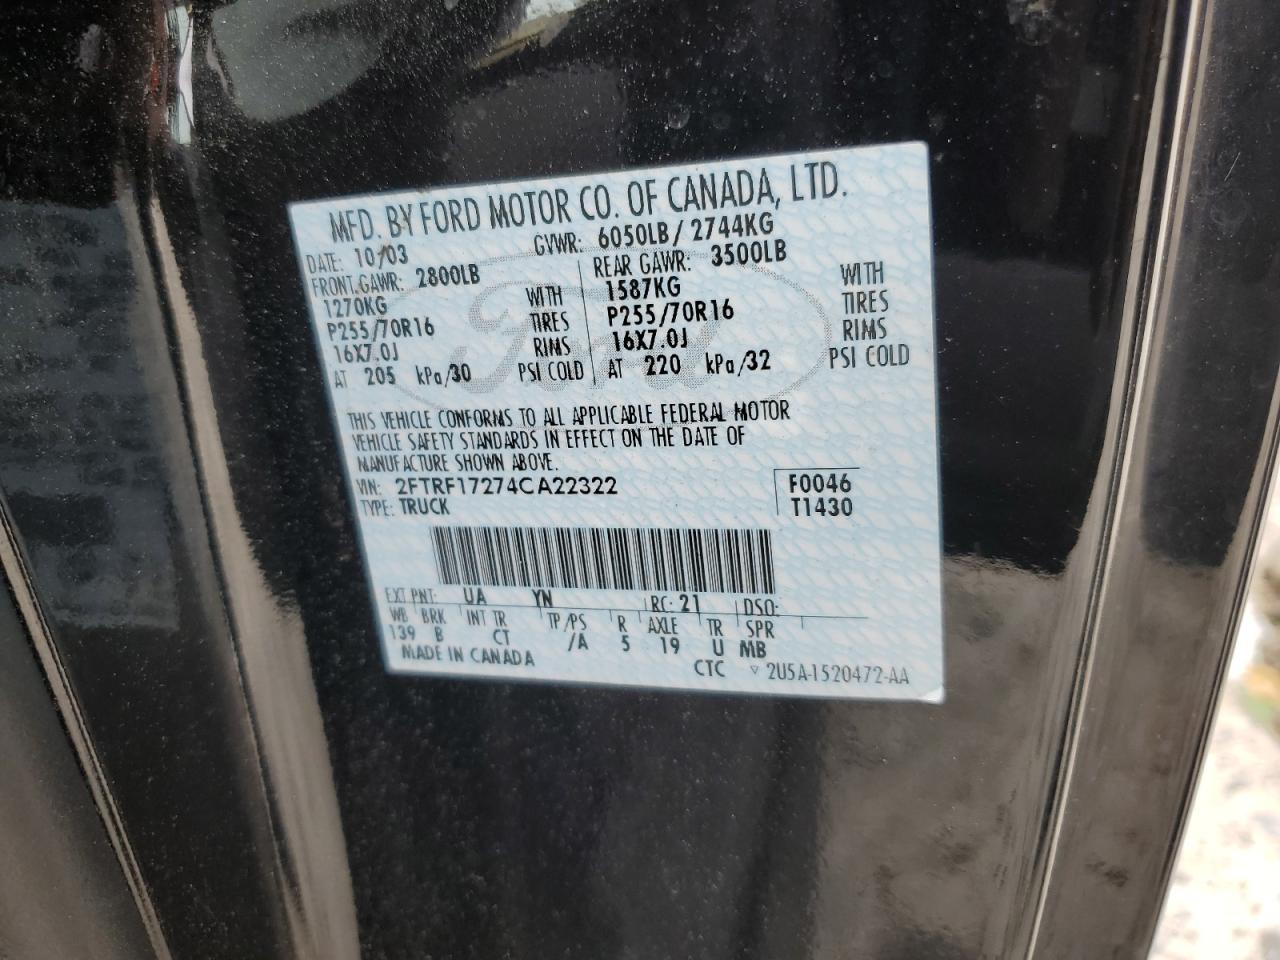 MFD. BY FORD MOTOR CO. OF CANADA, LTD.
DATE: 10/03 GVWR: 6050LB / 2744KG
FRONT GAWR: 2800LB REAR GAWR: 3500LB
1270KG WITH 1587KG WITH
P255/70R16 TIRES P255/70R16 TIRES
16X7.0J RIMS 16X7.0J RIMS
AT 205 kPa/30 PSI COLD AT 220 kPa/32 PSI COLD
Ford
THIS VEHICLE CONFORMS TO ALL APPLICABLE FEDERAL MOTOR
VEHICLE SAFETY STANDARDS IN EFFECT ON THE DATE OF
MANUFACTURE SHOWN ABOVE.
VIN: 2FTRF17274CA22322 F0046
TYPE: TRUCK T1430
EXT PNT: UA YN RC: 21 DSO:
WB BRK INT TR TP/PS R AXLE TR SPR
139 B CT /A 5 19 U MB
MADE IN CANADA CTC ▽ 2U5A-1520472-AA